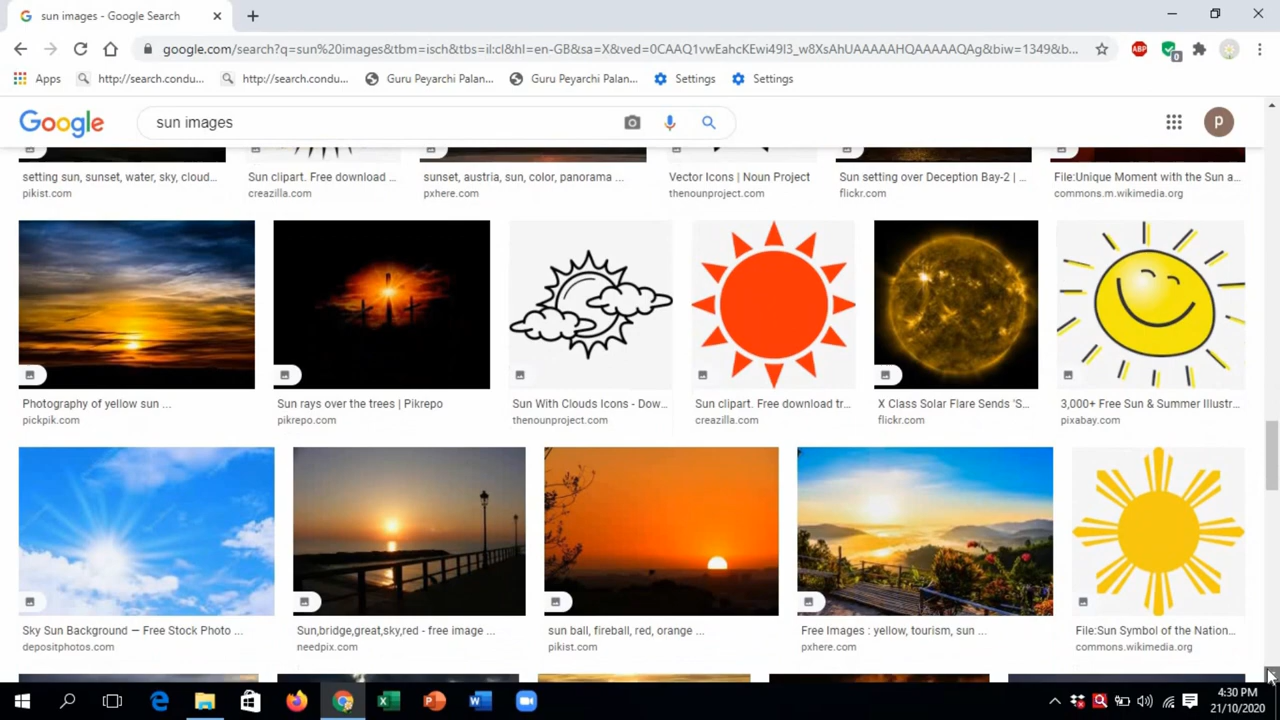 sun images - Google Search
google.com/search?q=sun%20images&tbm=isch&tbs=il:cl&hl=en-GB&sa=X&ved=0CAAQ1vwEahcKEwi49I3_w8XsAhUAAAAAHQAAAAAQAg&biw=1349&b...
ABP
0
Apps
http://search.condu...
http://search.condu...
Guru Peyarchi Palan...
Guru Peyarchi Palan...
Settings
Settings
Google
sun images
P
setting sun, sunset, water, sky, cloud...
Sun clipart. Free download ...
sunset, austria, sun, color, panorama ...
Vector Icons | Noun Project
Sun setting over Deception Bay-2 | ...
File:Unique Moment with the Sun a...
pikist.com
creazilla.com
pxhere.com
thenounproject.com
flickr.com
commons.m.wikimedia.org
Photography of yellow sun ...
Sun rays over the trees | Pikrepo
Sun With Clouds Icons - Dow...
Sun clipart. Free download tr...
X Class Solar Flare Sends 'S...
3,000+ Free Sun & Summer Illustr...
pickpik.com
pikrepo.com
thenounproject.com
creazilla.com
flickr.com
pixabay.com
Sky Sun Background — Free Stock Photo ...
Sun,bridge,great,sky,red - free image ...
sun ball, fireball, red, orange ...
Free Images : yellow, tourism, sun ...
File:Sun Symbol of the Nation...
depositphotos.com
needpix.com
pikist.com
pxhere.com
commons.wikimedia.org
4:30 PM
21/10/2020